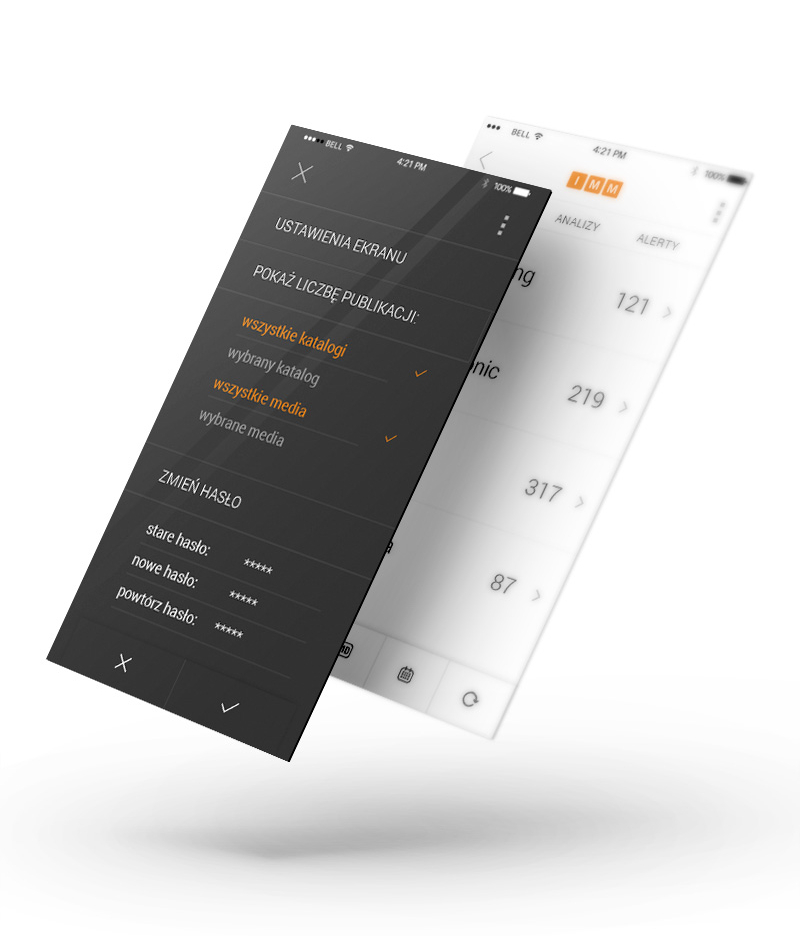 BELL
4:21 PM
100%
USTAWIENIA EKRANU
POKAŻ LICZBĘ PUBLIKACJI:
wszystkie katalogi
wybrany katalog
wszystkie media
wybrane media
ZMIEŃ HASŁO
stare hasło: *****
nowe hasło: *****
powtórz hasło: *****
BELL
4:21 PM
100%
IMM
ANALIZY
ALERTY
ng
121
nic
219
317
87